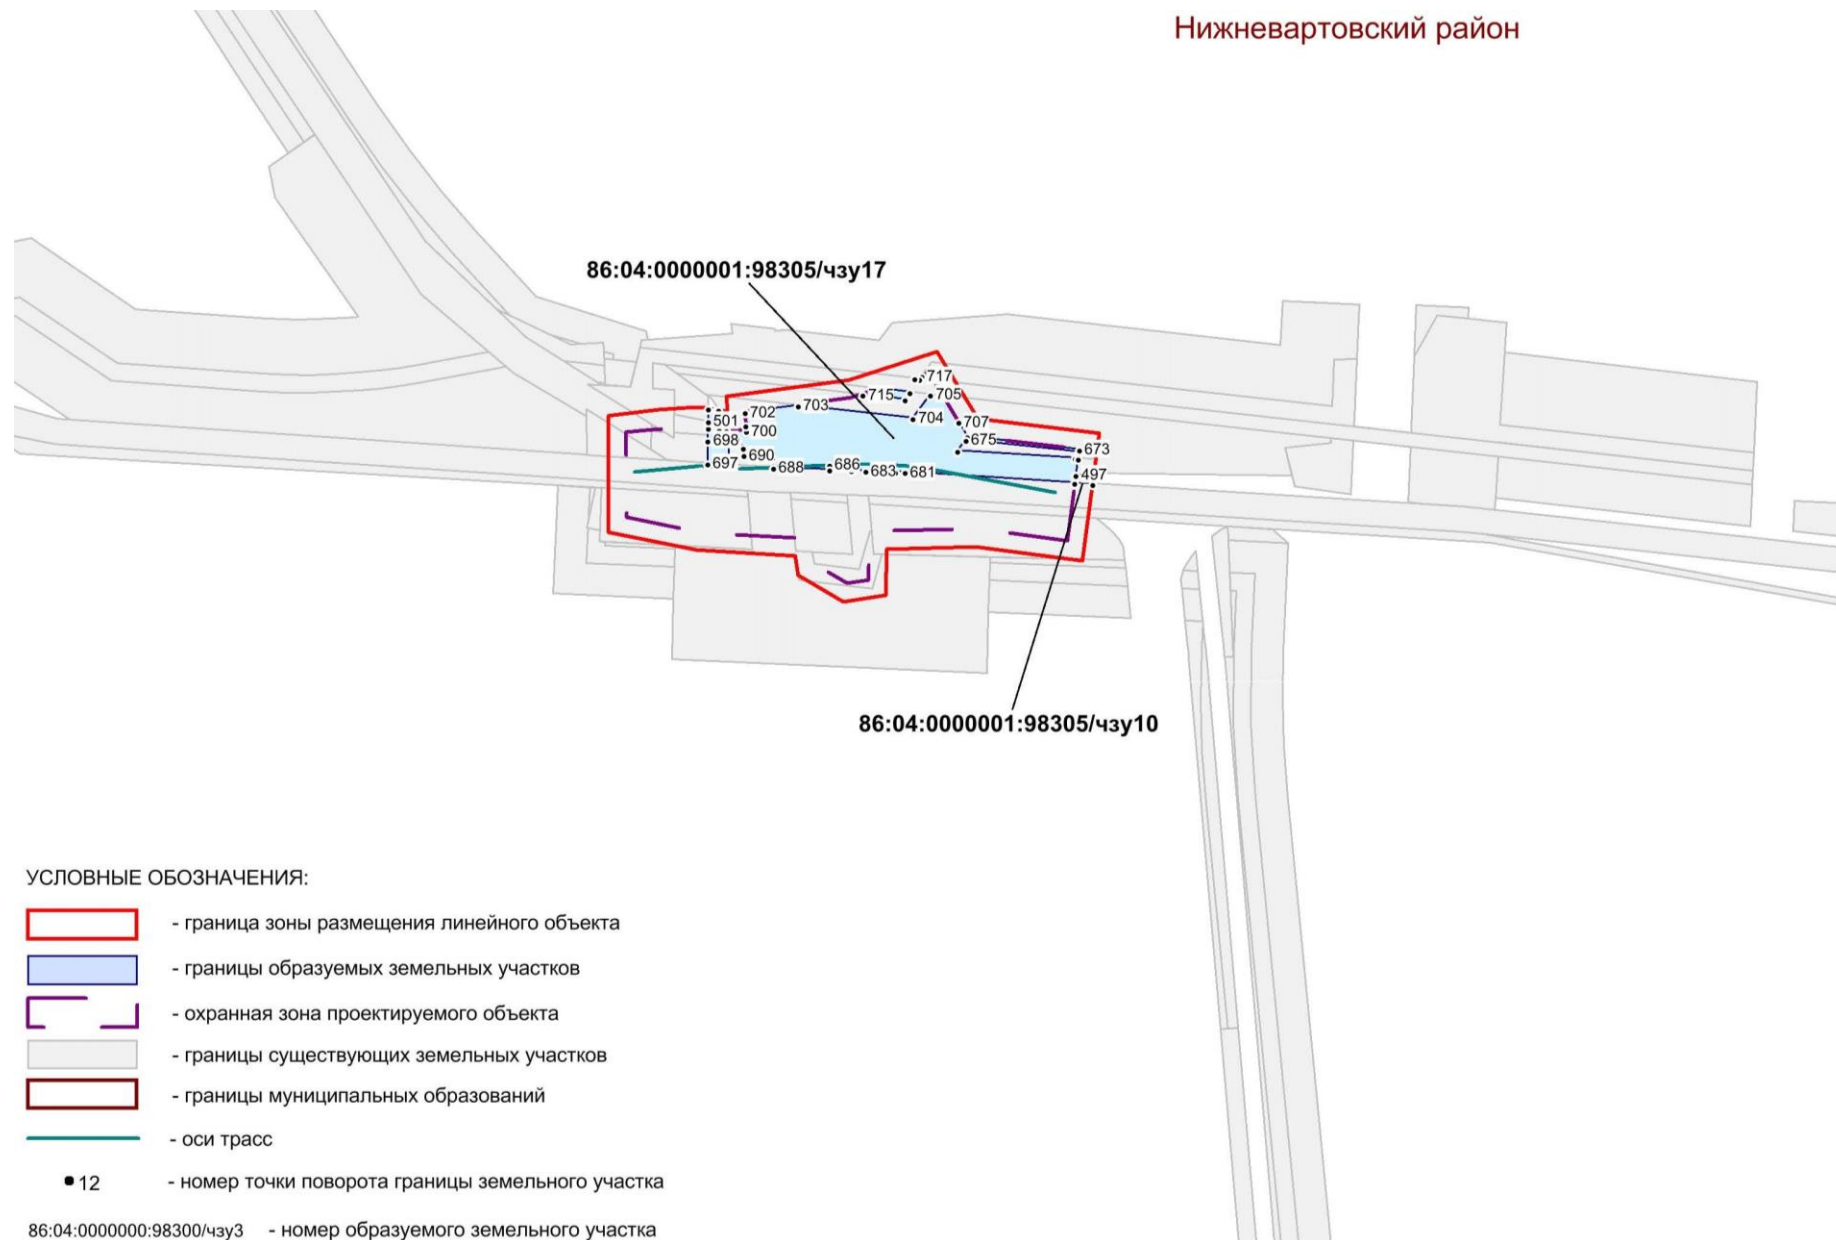 Нижневартовский район
86:04:0000001:98305/чзу17
717
715
705
703
702
704
501
707
700
675
698
673
690
697
688
686
683
681
497
86:04:0000001:98305/чзу10
УСЛОВНЫЕ ОБОЗНАЧЕНИЯ:
- граница зоны размещения линейного объекта
- границы образуемых земельных участков
- охранная зона проектируемого объекта
- границы существующих земельных участков
- границы муниципальных образований
- оси трасс
12 - номер точки поворота границы земельного участка
86:04:0000000:98300/чзу3 - номер образуемого земельного участка